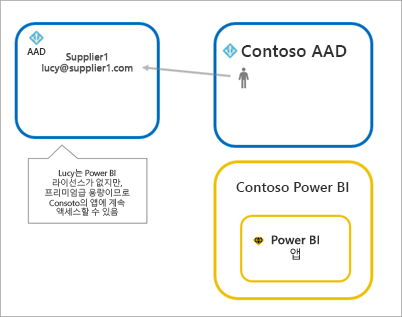 AAD
Supplier1
lucy@supplier1.com
Contoso AAD
Lucy는 Power BI
라이선스가 없지만,
프리미엄급 용량이므로
Consoto의 앱에 계속
액세스할 수 있음
Contoso Power BI
Power BI
앱